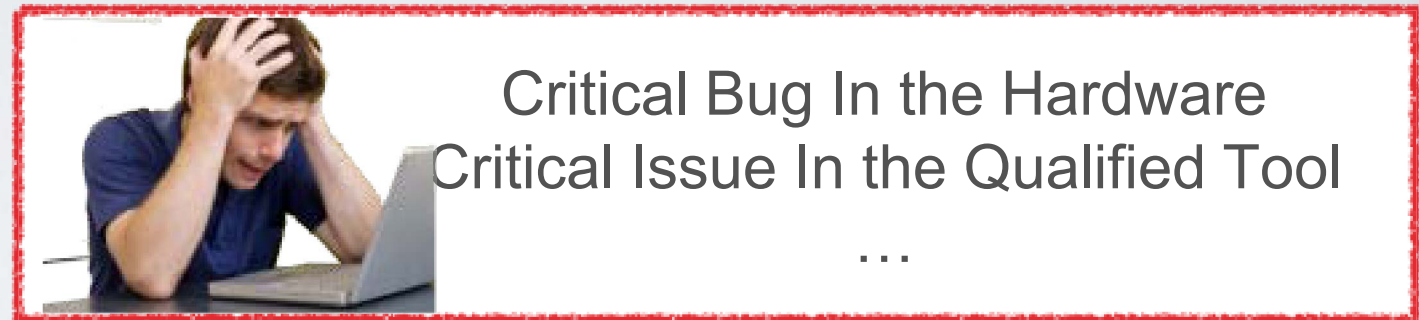 Critical Bug In the Hardware
Critical Issue In the Qualified Tool
…